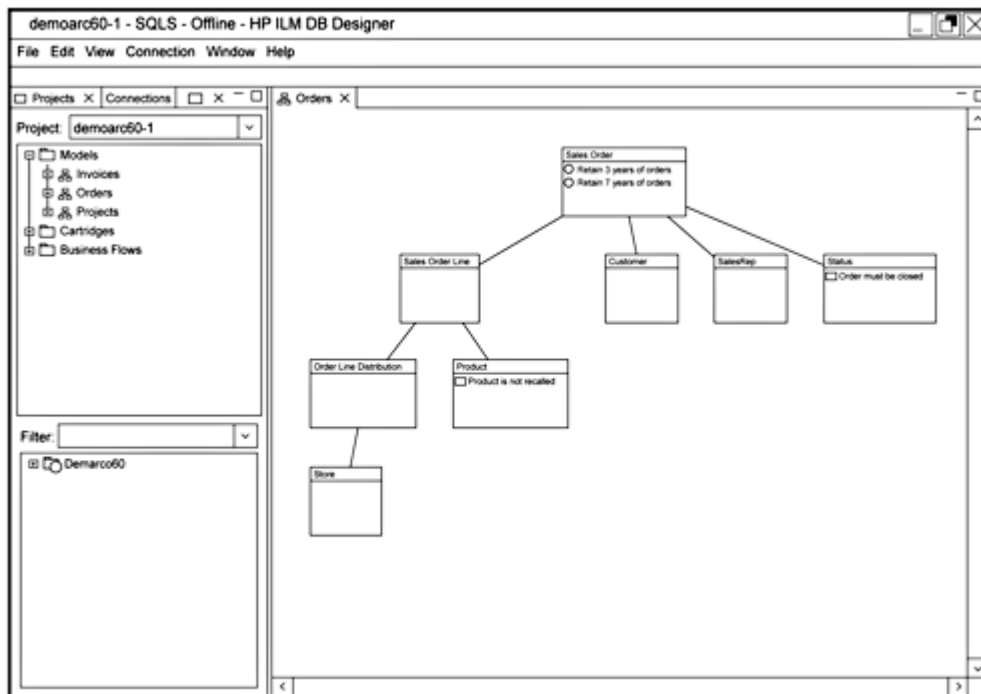 demoarc60-1 - SQLS - Offline - HP ILM DB Designer
File Edit View Connection Window Help
Projects Connections
Project: demoarc60-1
Models
Invoices
Orders
Projects
Cartridges
Business Flows
Filter:
Demarco60
Orders
Sales Order
Retain 3 years of orders
Retain 7 years of orders
Sales Order Line
Customer
SalesRep
Status
Order must be closed
Order Line Distribution
Product
Product is not recalled
Store